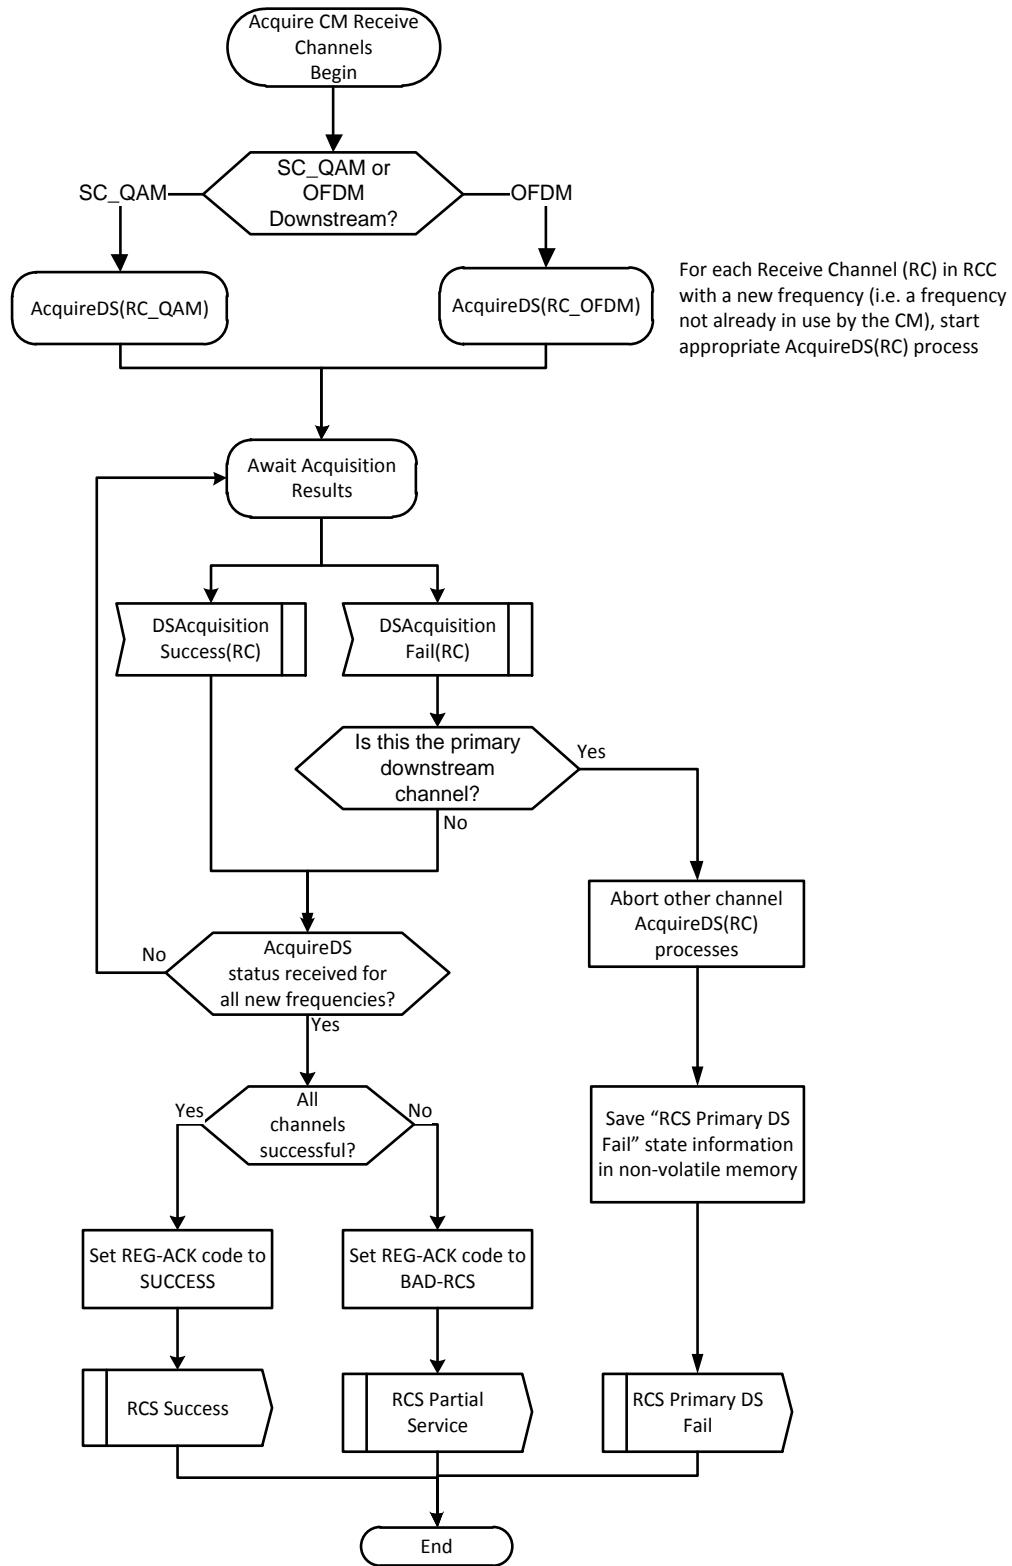 Acquire CM Receive
Channels
Begin
SC_QAM or
OFDM
Downstream?
SC_QAM
OFDM
AcquireDS(RC_QAM)
AcquireDS(RC_OFDM)
For each Receive Channel (RC) in RCC
with a new frequency (i.e. a frequency
not already in use by the CM), start
appropriate AcquireDS(RC) process
Await Acquisition
Results
DSAcquisition
Success(RC)
DSAcquisition
Fail(RC)
Is this the primary
downstream
channel?
Yes
No
Abort other channel
AcquireDS(RC)
processes
AcquireDS
status received for
all new frequencies?
No
Yes
All
channels
successful?
Yes
No
Save “RCS Primary DS
Fail” state information
in non-volatile memory
Set REG-ACK code to
SUCCESS
Set REG-ACK code to
BAD-RCS
RCS Success
RCS Partial
Service
RCS Primary DS
Fail
End